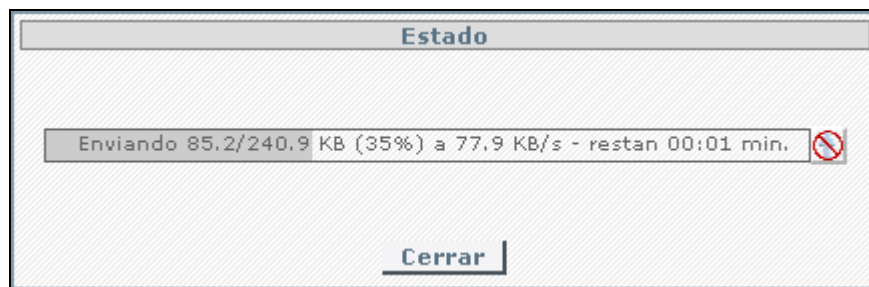 Estado
Enviando 85.2/240.9 KB (35%) a 77.9 KB/s - restan 00:01 min.
Cerrar